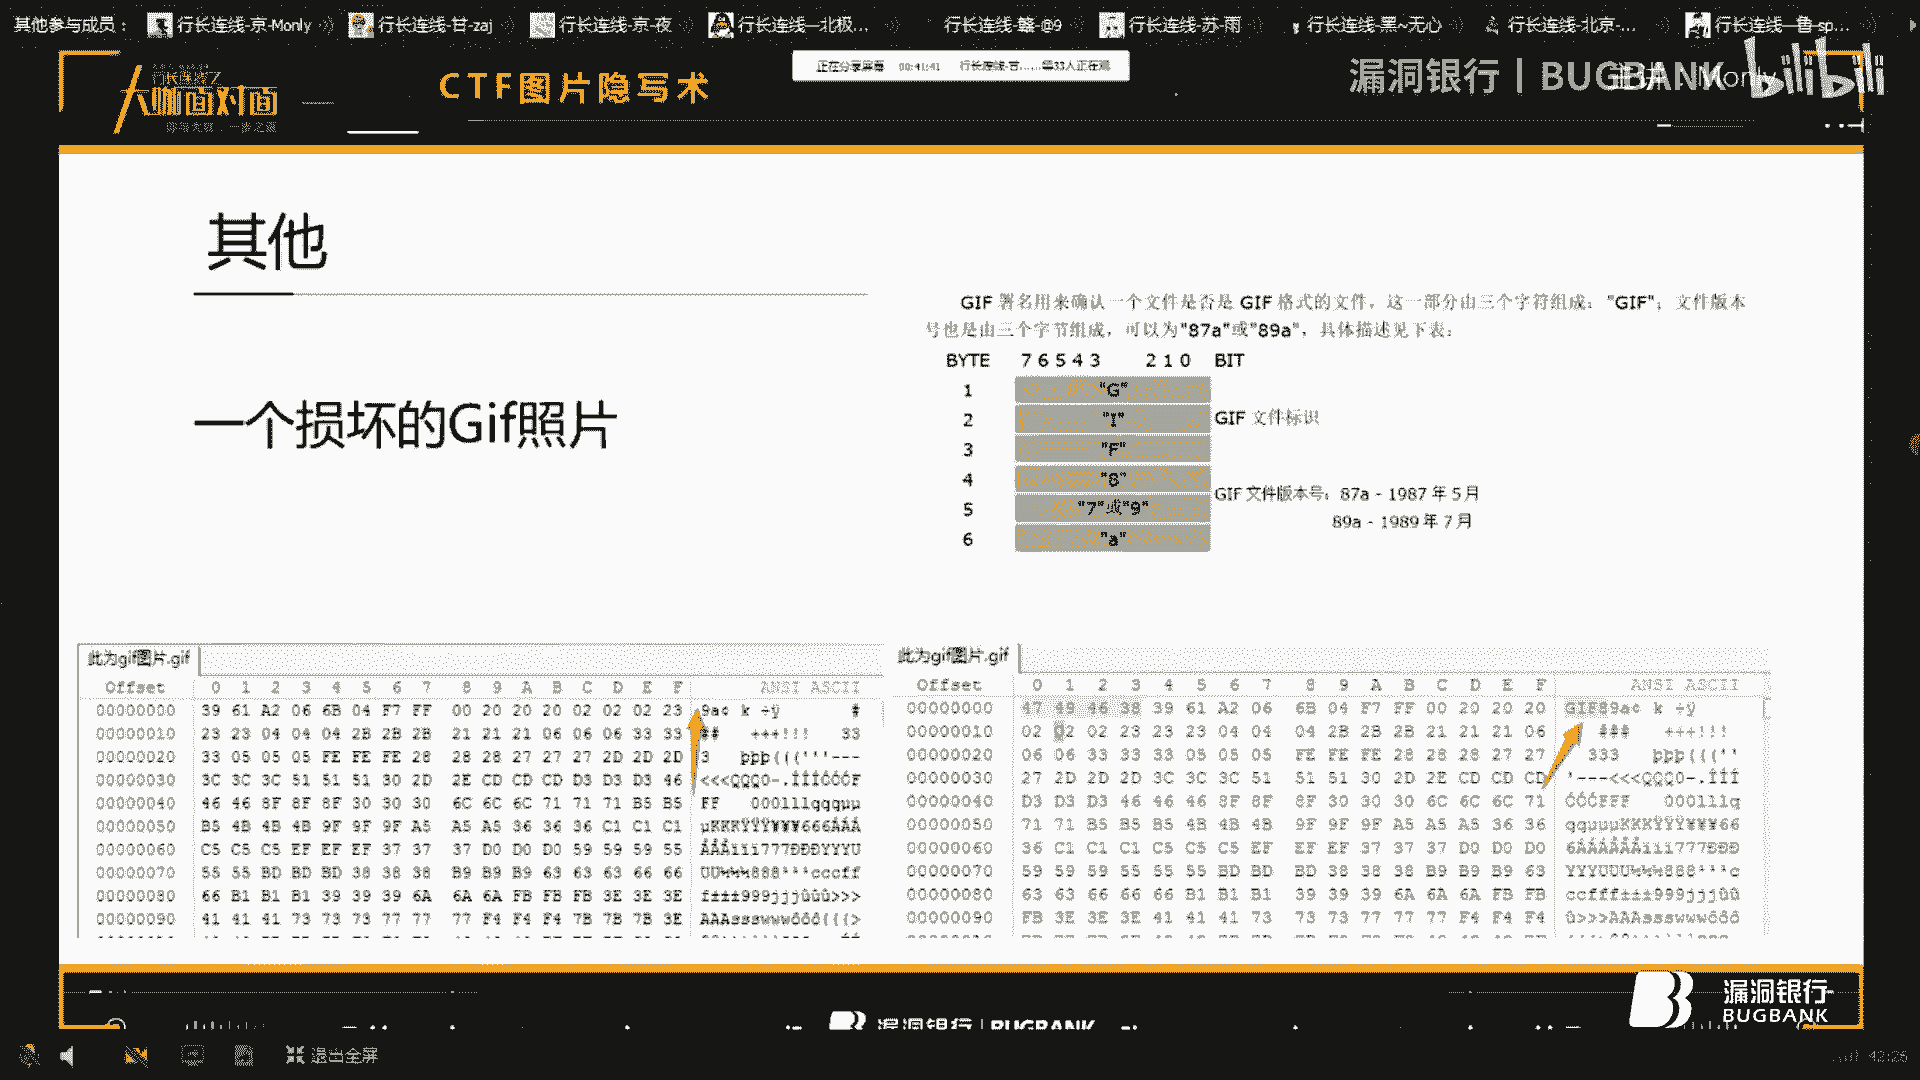 其他参与成员：
行长连线-京-Monly
行长连线-甘-zaj
行长连线-京-夜
行长连线—北极...
行长连线-赣-@9
行长连线-苏-雨
行长连线-黑~无心
行长连线-北京-...
行长连线—鲁-sp...
大咖面对面
CTF图片隐写术
正在分享屏幕 00:41:41 行长连线-甘......等33人正在观
漏洞银行丨BUGBANK
bilibili
其他
一个损坏的Gif照片
GIF 署名用来确认一个文件是否是 GIF 格式的文件，这一部分由三个字符组成："GIF"；文件版本
号也是由三个字节组成，可以为"87a"或"89a"，具体描述见下表：
BYTE 7 6 5 4 3 2 1 0 BIT
1 "G"
2 "I" GIF 文件标识
3 "F"
4 "8" GIF 文件版本号：87a - 1987 年 5 月
5 "7"或"9" 89a - 1989 年 7 月
6 "a"
此为gif图片.gif
Offset 0 1 2 3 4 5 6 7 8 9 A B C D E F ANSI ASCII
00000000 39 61 A2 06 6B 04 F7 FF 00 20 20 20 02 02 02 23 9a¢ k ÷ÿ #
00000010 23 23 04 04 04 2B 2B 2B 21 21 21 06 06 06 33 33 ## +++!!! 33
00000020 33 05 05 05 FE FE FE 28 28 28 27 27 27 2D 2D 2D 3 þþþ((('''---
00000030 3C 3C 3C 51 51 51 30 2D 2E CD CD CD D3 D3 D3 46 <<<QQQ0-.ÍÍÍÓÓÓF
00000040 46 46 8F 8F 8F 30 30 30 6C 6C 6C 71 71 71 B5 B5 FF 000lllqqqµµ
00000050 B5 4B 4B 4B 9F 9F 9F A5 A5 A5 36 36 36 C1 C1 C1 µKKKŸŸŸ¥¥¥666ÁÁÁ
00000060 C5 C5 C5 EF EF EF 37 37 37 D0 D0 D0 59 59 59 55 ÅÅÅïïï777ÐÐÐYYYU
00000070 55 55 BD BD BD 38 38 38 B9 B9 B9 63 63 63 66 66 UU½½½888¹¹¹cccff
00000080 66 B1 B1 B1 39 39 39 6A 6A 6A FB FB FB 3E 3E 3E f±±±999jjjûûû>>>
00000090 41 41 41 73 73 73 77 77 77 F4 F4 F4 7B 7B 7B 3E AAAssswwwôôô{{{>
此为gif图片.gif
Offset 0 1 2 3 4 5 6 7 8 9 A B C D E F ANSI ASCII
00000000 47 49 46 38 39 61 A2 06 6B 04 F7 FF 00 20 20 20 GIF89a¢ k ÷ÿ
00000010 02 02 02 23 23 23 04 04 04 2B 2B 2B 21 21 21 06 ### +++!!!
00000020 06 06 33 33 33 05 05 05 FE FE FE 28 28 28 27 27 333 þþþ(((''
00000030 27 2D 2D 2D 3C 3C 3C 51 51 51 30 2D 2E CD CD CD '---<<<QQQ0-.ÍÍÍ
00000040 D3 D3 D3 46 46 46 8F 8F 8F 30 30 30 6C 6C 6C 71 ÓÓÓFFF 000lllq
00000050 71 71 B5 B5 B5 4B 4B 4B 9F 9F 9F A5 A5 A5 36 36 qqµµµKKKŸŸŸ¥¥¥66
00000060 36 C1 C1 C1 C5 C5 C5 EF EF EF 37 37 37 D0 D0 D0 6ÁÁÁÅÅÅïïï777ÐÐÐ
00000070 59 59 59 55 55 55 BD BD BD 38 38 38 B9 B9 B9 63 YYYUUU½½½888¹¹¹c
00000080 63 63 66 66 66 B1 B1 B1 39 39 39 6A 6A 6A FB FB ccfff±±±999jjjûû
00000090 FB 3E 3E 3E 41 41 41 73 73 73 77 77 77 F4 F4 F4 û>>>AAAssswwwôôô
漏洞银行
BUGBANK
漏洞银行 | BUGBANK
退出全屏
42:26